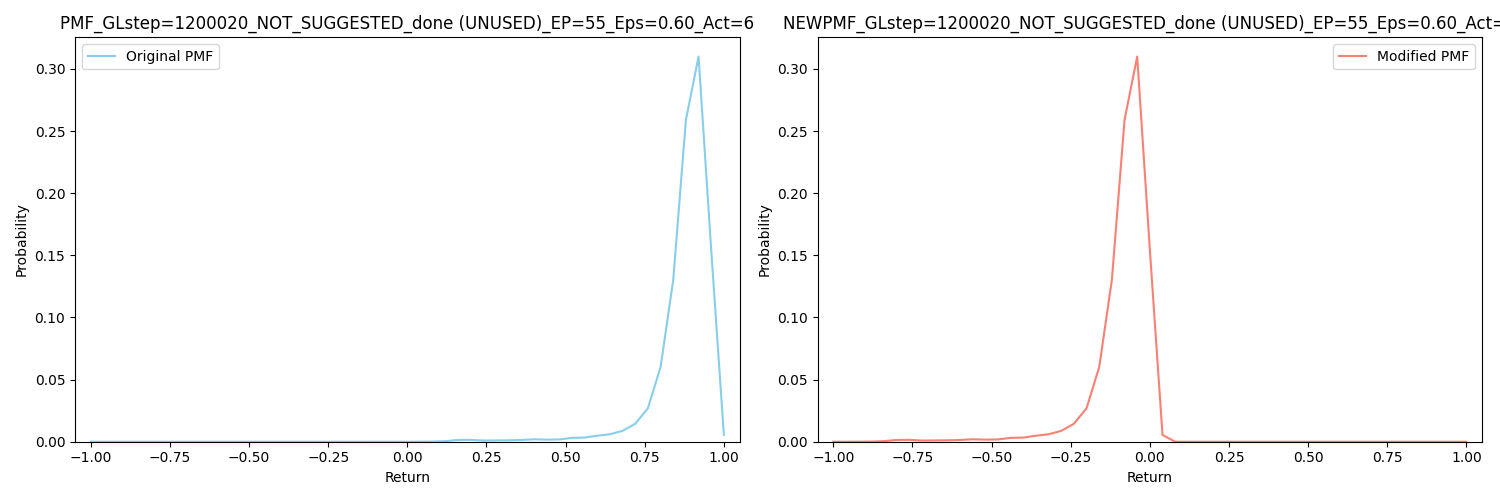 PMF_GLstep=1200020_NOT_SUGGESTED_done (UNUSED)_EP=55_Eps=0.60_Act=6
Original PMF
0.30
0.25
0.20
0.15
0.10
0.05
0.00
Probability
−1.00 −0.75 −0.50 −0.25 0.00 0.25 0.50 0.75 1.00
Return
NEWPMF_GLstep=1200020_NOT_SUGGESTED_done (UNUSED)_EP=55_Eps=0.60_Act=
Modified PMF
0.30
0.25
0.20
0.15
0.10
0.05
0.00
Probability
−1.00 −0.75 −0.50 −0.25 0.00 0.25 0.50 0.75 1.00
Return